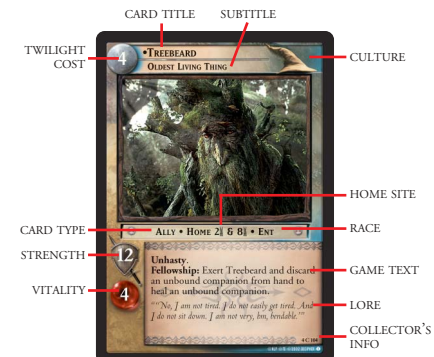 CARD TITLE
SUBTITLE
TWILIGHT
COST
4
•TREEBEARD
OLDEST LIVING THING
CULTURE
HOME SITE
CARD TYPE
ALLY • HOME 2 & 8 • ENT
RACE
STRENGTH
12
Unhasty.
Fellowship: Exert Treebeard and discard
an unbound companion from hand to
heal an unbound companion.
GAME TEXT
VITALITY
4
"'No, I am not tired. I do not easily get tired. And
I do not sit down. I am not very, hm, bendable.'"
LORE
COLLECTOR'S
INFO